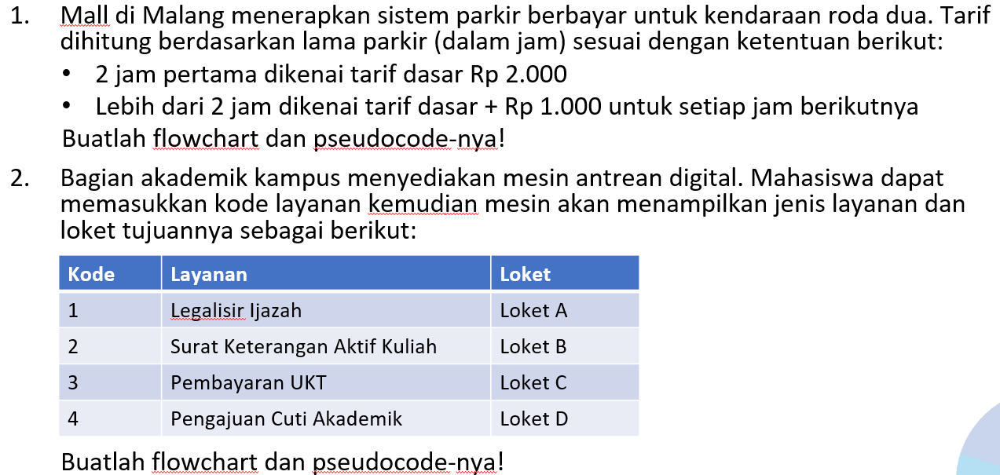 1. Mall di Malang menerapkan sistem parkir berbayar untuk kendaraan roda dua. Tarif
dihitung berdasarkan lama parkir (dalam jam) sesuai dengan ketentuan berikut:
• 2 jam pertama dikenai tarif dasar Rp 2.000
• Lebih dari 2 jam dikenai tarif dasar + Rp 1.000 untuk setiap jam berikutnya
Buatlah flowchart dan pseudocode-nya!
2. Bagian akademik kampus menyediakan mesin antrean digital. Mahasiswa dapat
memasukkan kode layanan kemudian mesin akan menampilkan jenis layanan dan
loket tujuannya sebagai berikut:
Kode Layanan Loket
1 Legalisir Ijazah Loket A
2 Surat Keterangan Aktif Kuliah Loket B
3 Pembayaran UKT Loket C
4 Pengajuan Cuti Akademik Loket D
Buatlah flowchart dan pseudocode-nya!